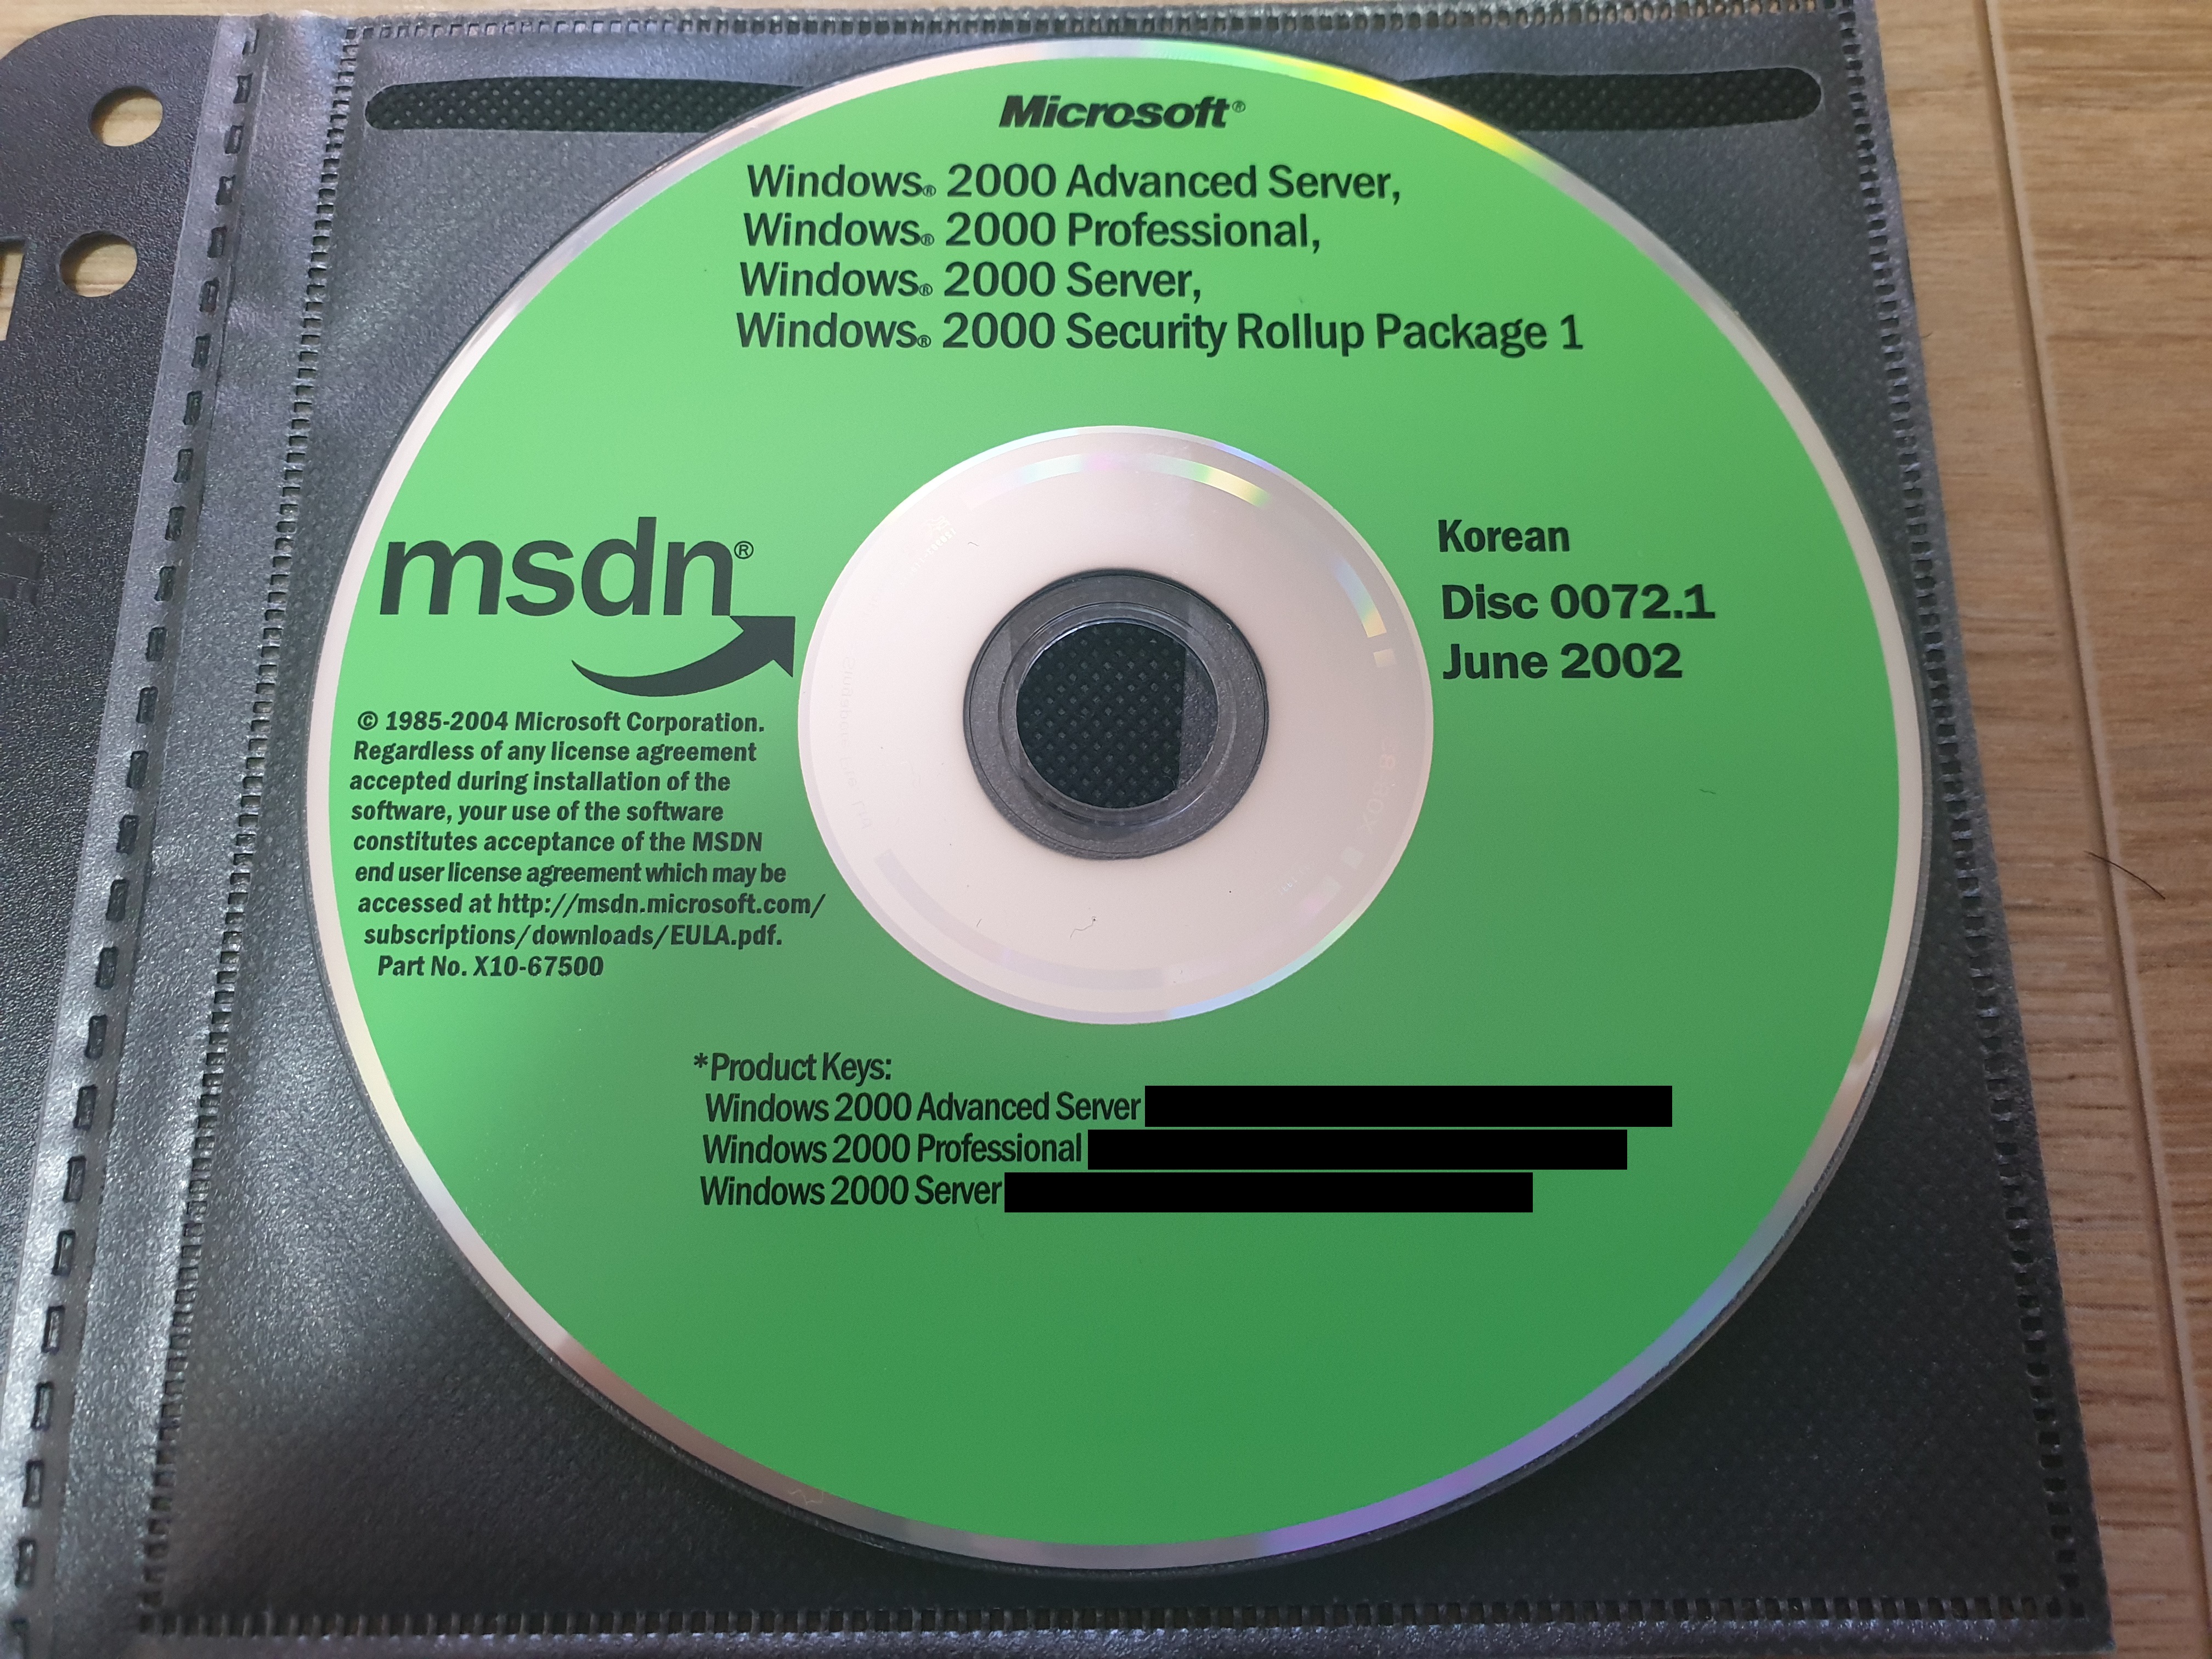 Microsoft®
Windows® 2000 Advanced Server,
Windows® 2000 Professional,
Windows® 2000 Server,
Windows® 2000 Security Rollup Package 1
msdn®
Korean
Disc 0072.1
June 2002
© 1985-2004 Microsoft Corporation.
Regardless of any license agreement
accepted during installation of the
software, your use of the software
constitutes acceptance of the MSDN
end user license agreement which may be
accessed at http://msdn.microsoft.com/
subscriptions/downloads/EULA.pdf.
Part No. X10-67500
*Product Keys:
Windows 2000 Advanced Server
Windows 2000 Professional
Windows 2000 Server